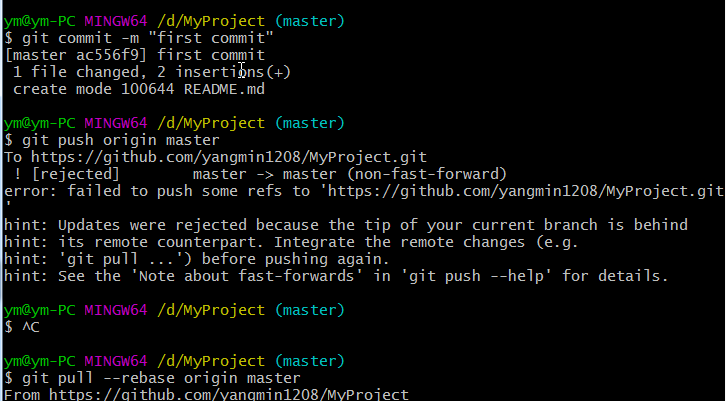 ym@ym-PC MINGW64 /d/MyProject (master)
$ git commit -m "first commit"
[master ac556f9] first commit
 1 file changed, 2 insertions(+)
 create mode 100644 README.md
ym@ym-PC MINGW64 /d/MyProject (master)
$ git push origin master
To https://github.com/yangmin1208/MyProject.git
 ! [rejected]        master -> master (non-fast-forward)
error: failed to push some refs to 'https://github.com/yangmin1208/MyProject.git
'
hint: Updates were rejected because the tip of your current branch is behind
hint: its remote counterpart. Integrate the remote changes (e.g.
hint: 'git pull ...') before pushing again.
hint: See the 'Note about fast-forwards' in 'git push --help' for details.
ym@ym-PC MINGW64 /d/MyProject (master)
$ ^C
ym@ym-PC MINGW64 /d/MyProject (master)
$ git pull --rebase origin master
From https://github.com/yangmin1208/MyProject